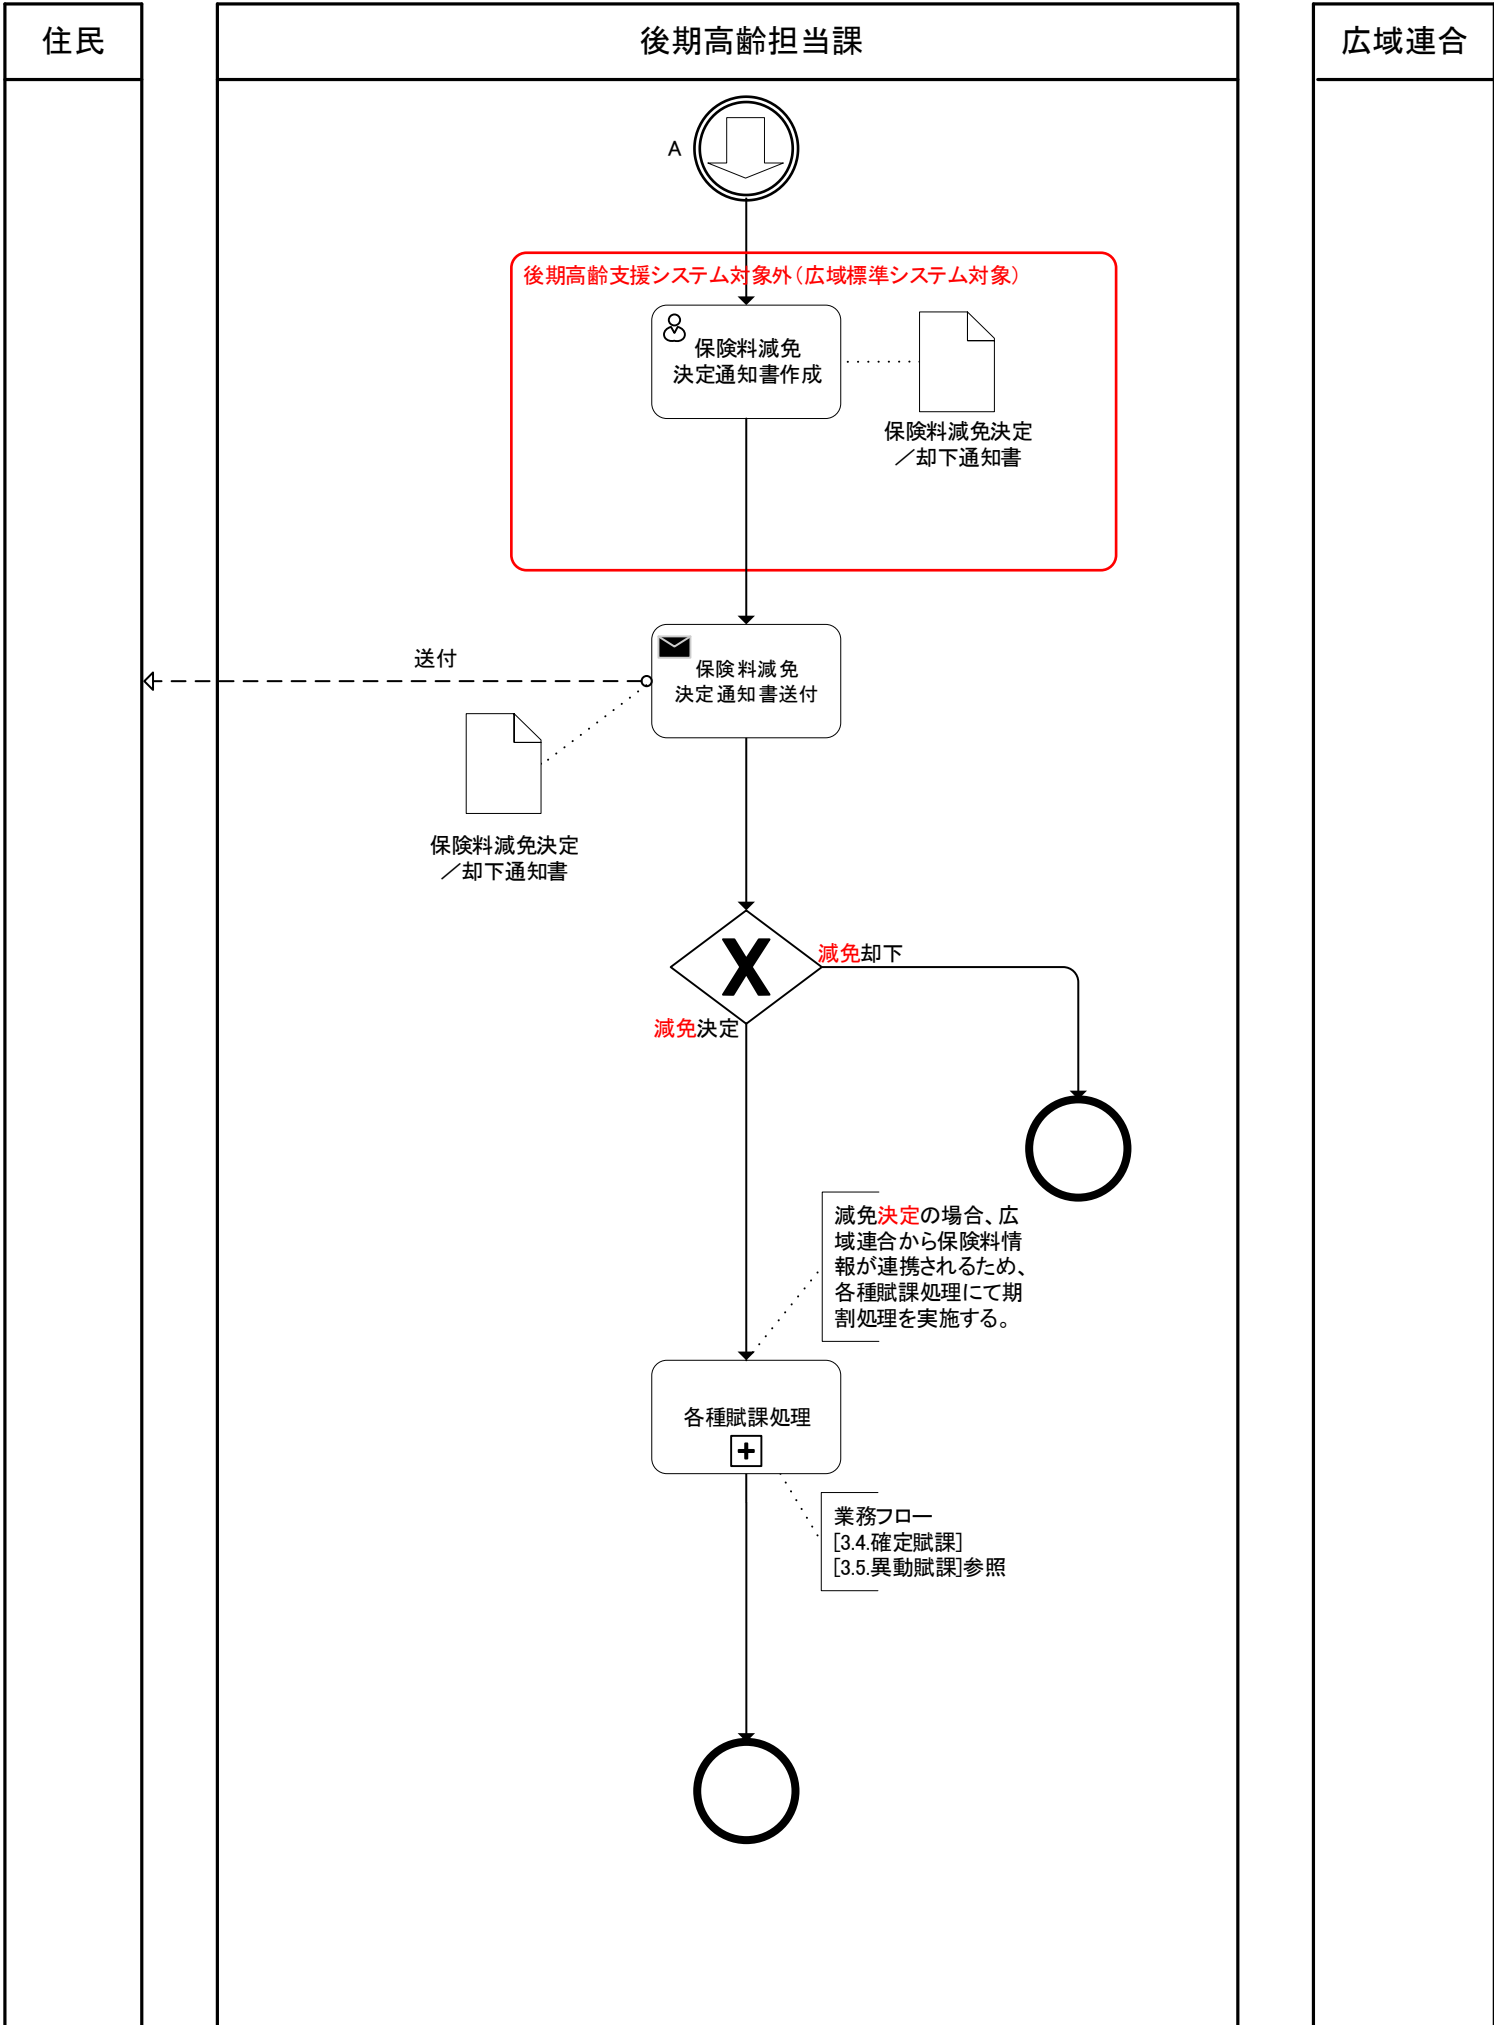 住民
後期高齢担当課
広域連合
A
後期高齢支援システム対象外（広域標準システム対象）
保険料減免
決定通知書作成
保険料減免決定
／却下通知書
送付
保険料減免
決定通知書送付
保険料減免決定
／却下通知書
X
減免却下
減免決定
減免決定の場合、広
域連合から保険料情
報が連携されるため、
各種賦課処理にて期
割処理を実施する。
各種賦課処理
業務フロー
[3.4.確定賦課]
[3.5.異動賦課]参照